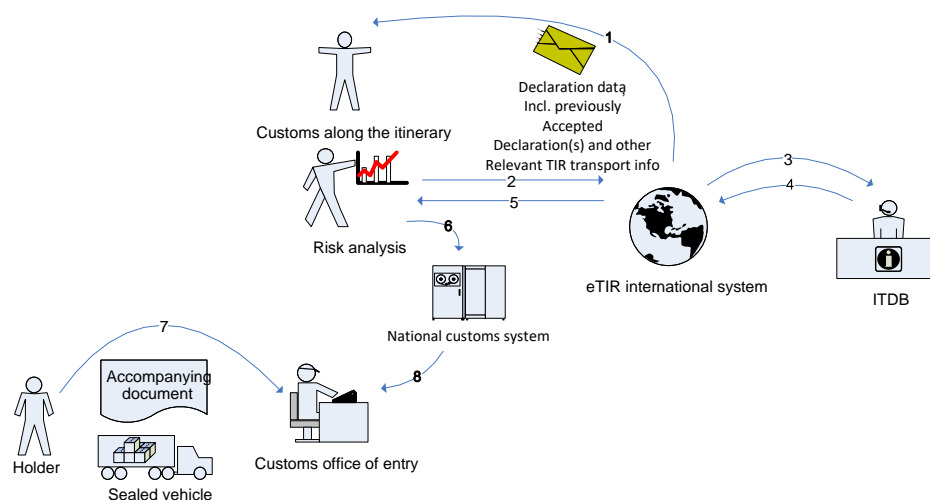 1
Declaration data,
Incl. previously
Accepted
Declaration(s) and other
Relevant TIR transport info
Customs along the itinerary
2
3
4
5
6
Risk analysis
eTIR international system
i
ITDB
National customs system
7
8
Accompanying
document
Holder
Sealed vehicle
Customs office of entry